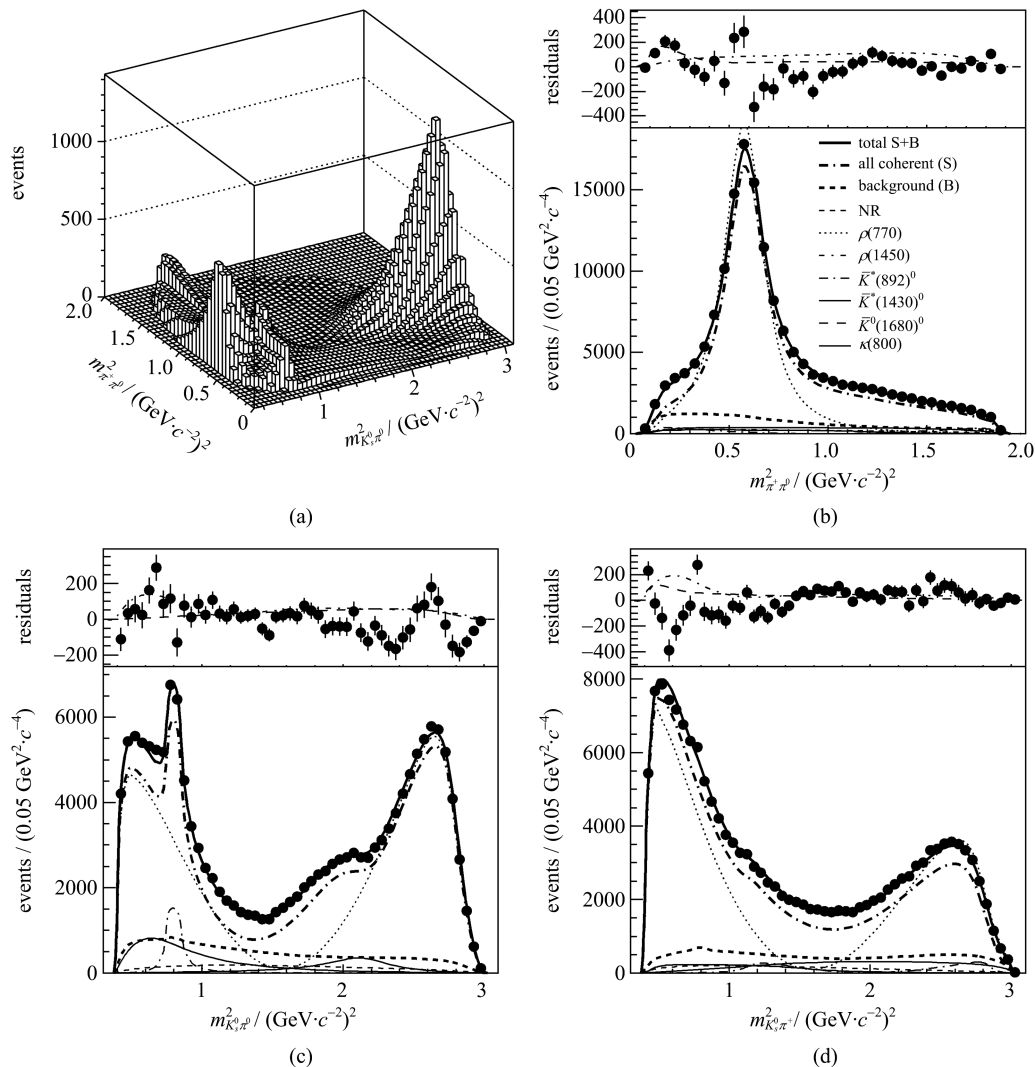 events
1000
500
0
2.0
1.5
1.0
0.5
0
1
2
3
m²π⁺π⁰ / (GeV·c⁻²)²
m²K⁰sπ⁰ / (GeV·c⁻²)²
(a)
residuals
400
200
0
−200
−400
events / (0.05 GeV²·c⁻⁴)
15000
10000
5000
0
total S+B
all coherent (S)
background (B)
NR
ρ(770)
ρ(1450)
K̄*(892)⁰
K̄*(1430)⁰
K̄⁰(1680)⁰
κ(800)
0
0.5
1.0
1.5
2.0
m²π⁺π⁰ / (GeV·c⁻²)²
(b)
residuals
200
0
−200
events / (0.05 GeV²·c⁻⁴)
6000
4000
2000
0
1
2
3
m²K⁰sπ⁰ / (GeV·c⁻²)²
(c)
residuals
200
0
−200
−400
events / (0.05 GeV²·c⁻⁴)
8000
6000
4000
2000
0
1
2
3
m²K⁰sπ⁺ / (GeV·c⁻²)²
(d)